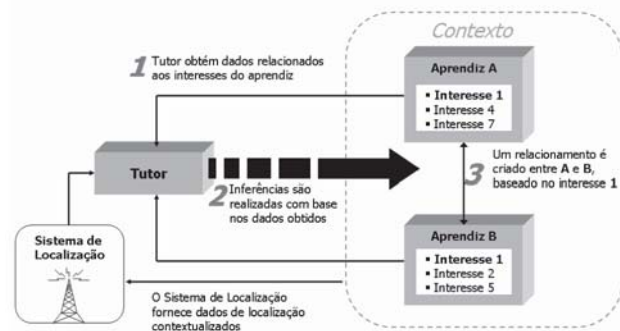 Contexto
1 Tutor obtém dados relacionados
aos interesses do aprendiz
Aprendiz A
▪ Interesse 1
▪ Interesse 4
▪ Interesse 7
Tutor
2 Inferências são
realizadas com base
nos dados obtidos
3 Um relacionamento é
criado entre A e B,
baseado no interesse 1
Sistema de
Localização
Aprendiz B
▪ Interesse 1
▪ Interesse 2
▪ Interesse 5
O Sistema de Localização
fornece dados de localização
contextualizados